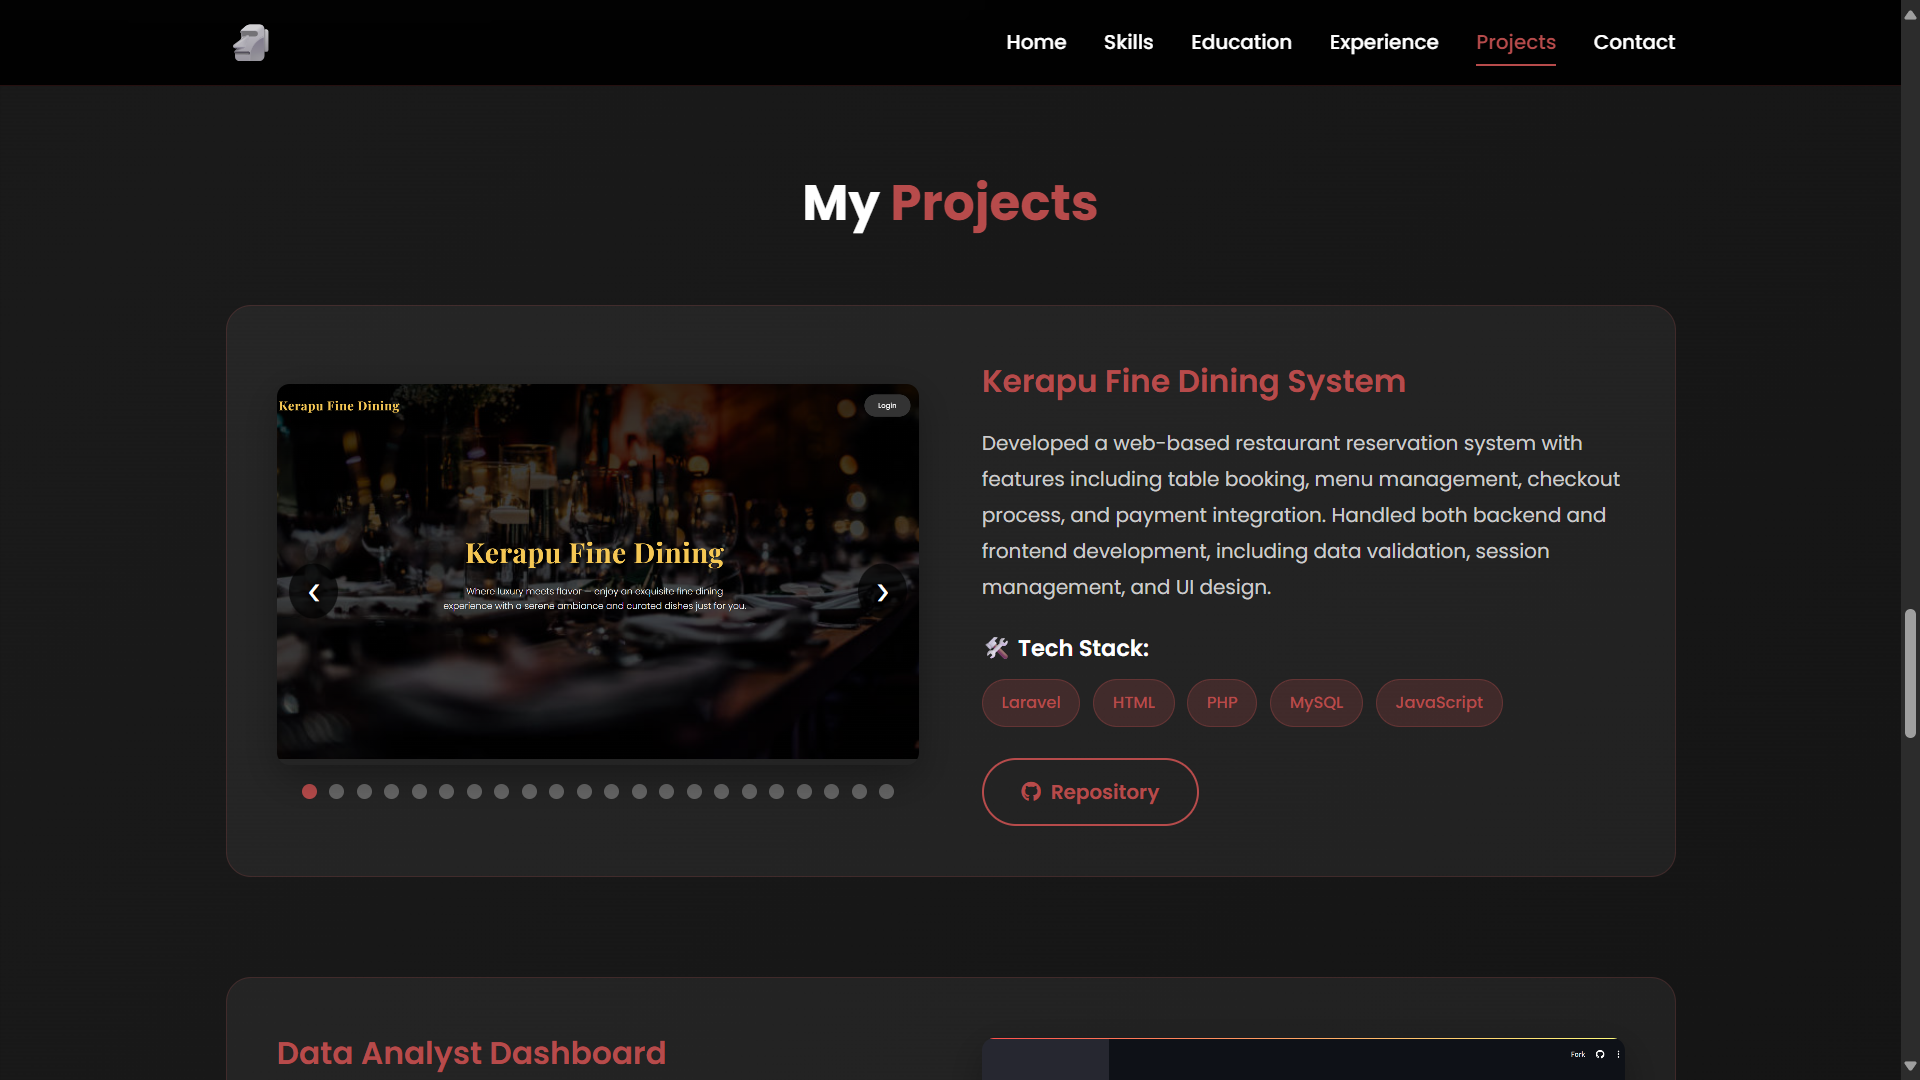 Home Skills Education Experience Projects Contact
My Projects
Kerapu Fine Dining
Login
Kerapu Fine Dining
Where luxury meets flavor — enjoy an exquisite fine dining
experience with a serene ambiance and curated dishes just for you.
Kerapu Fine Dining System
Developed a web-based restaurant reservation system with
features including table booking, menu management, checkout
process, and payment integration. Handled both backend and
frontend development, including data validation, session
management, and UI design.
🛠️ Tech Stack:
Laravel HTML PHP MySQL JavaScript
Repository
Data Analyst Dashboard
Fork